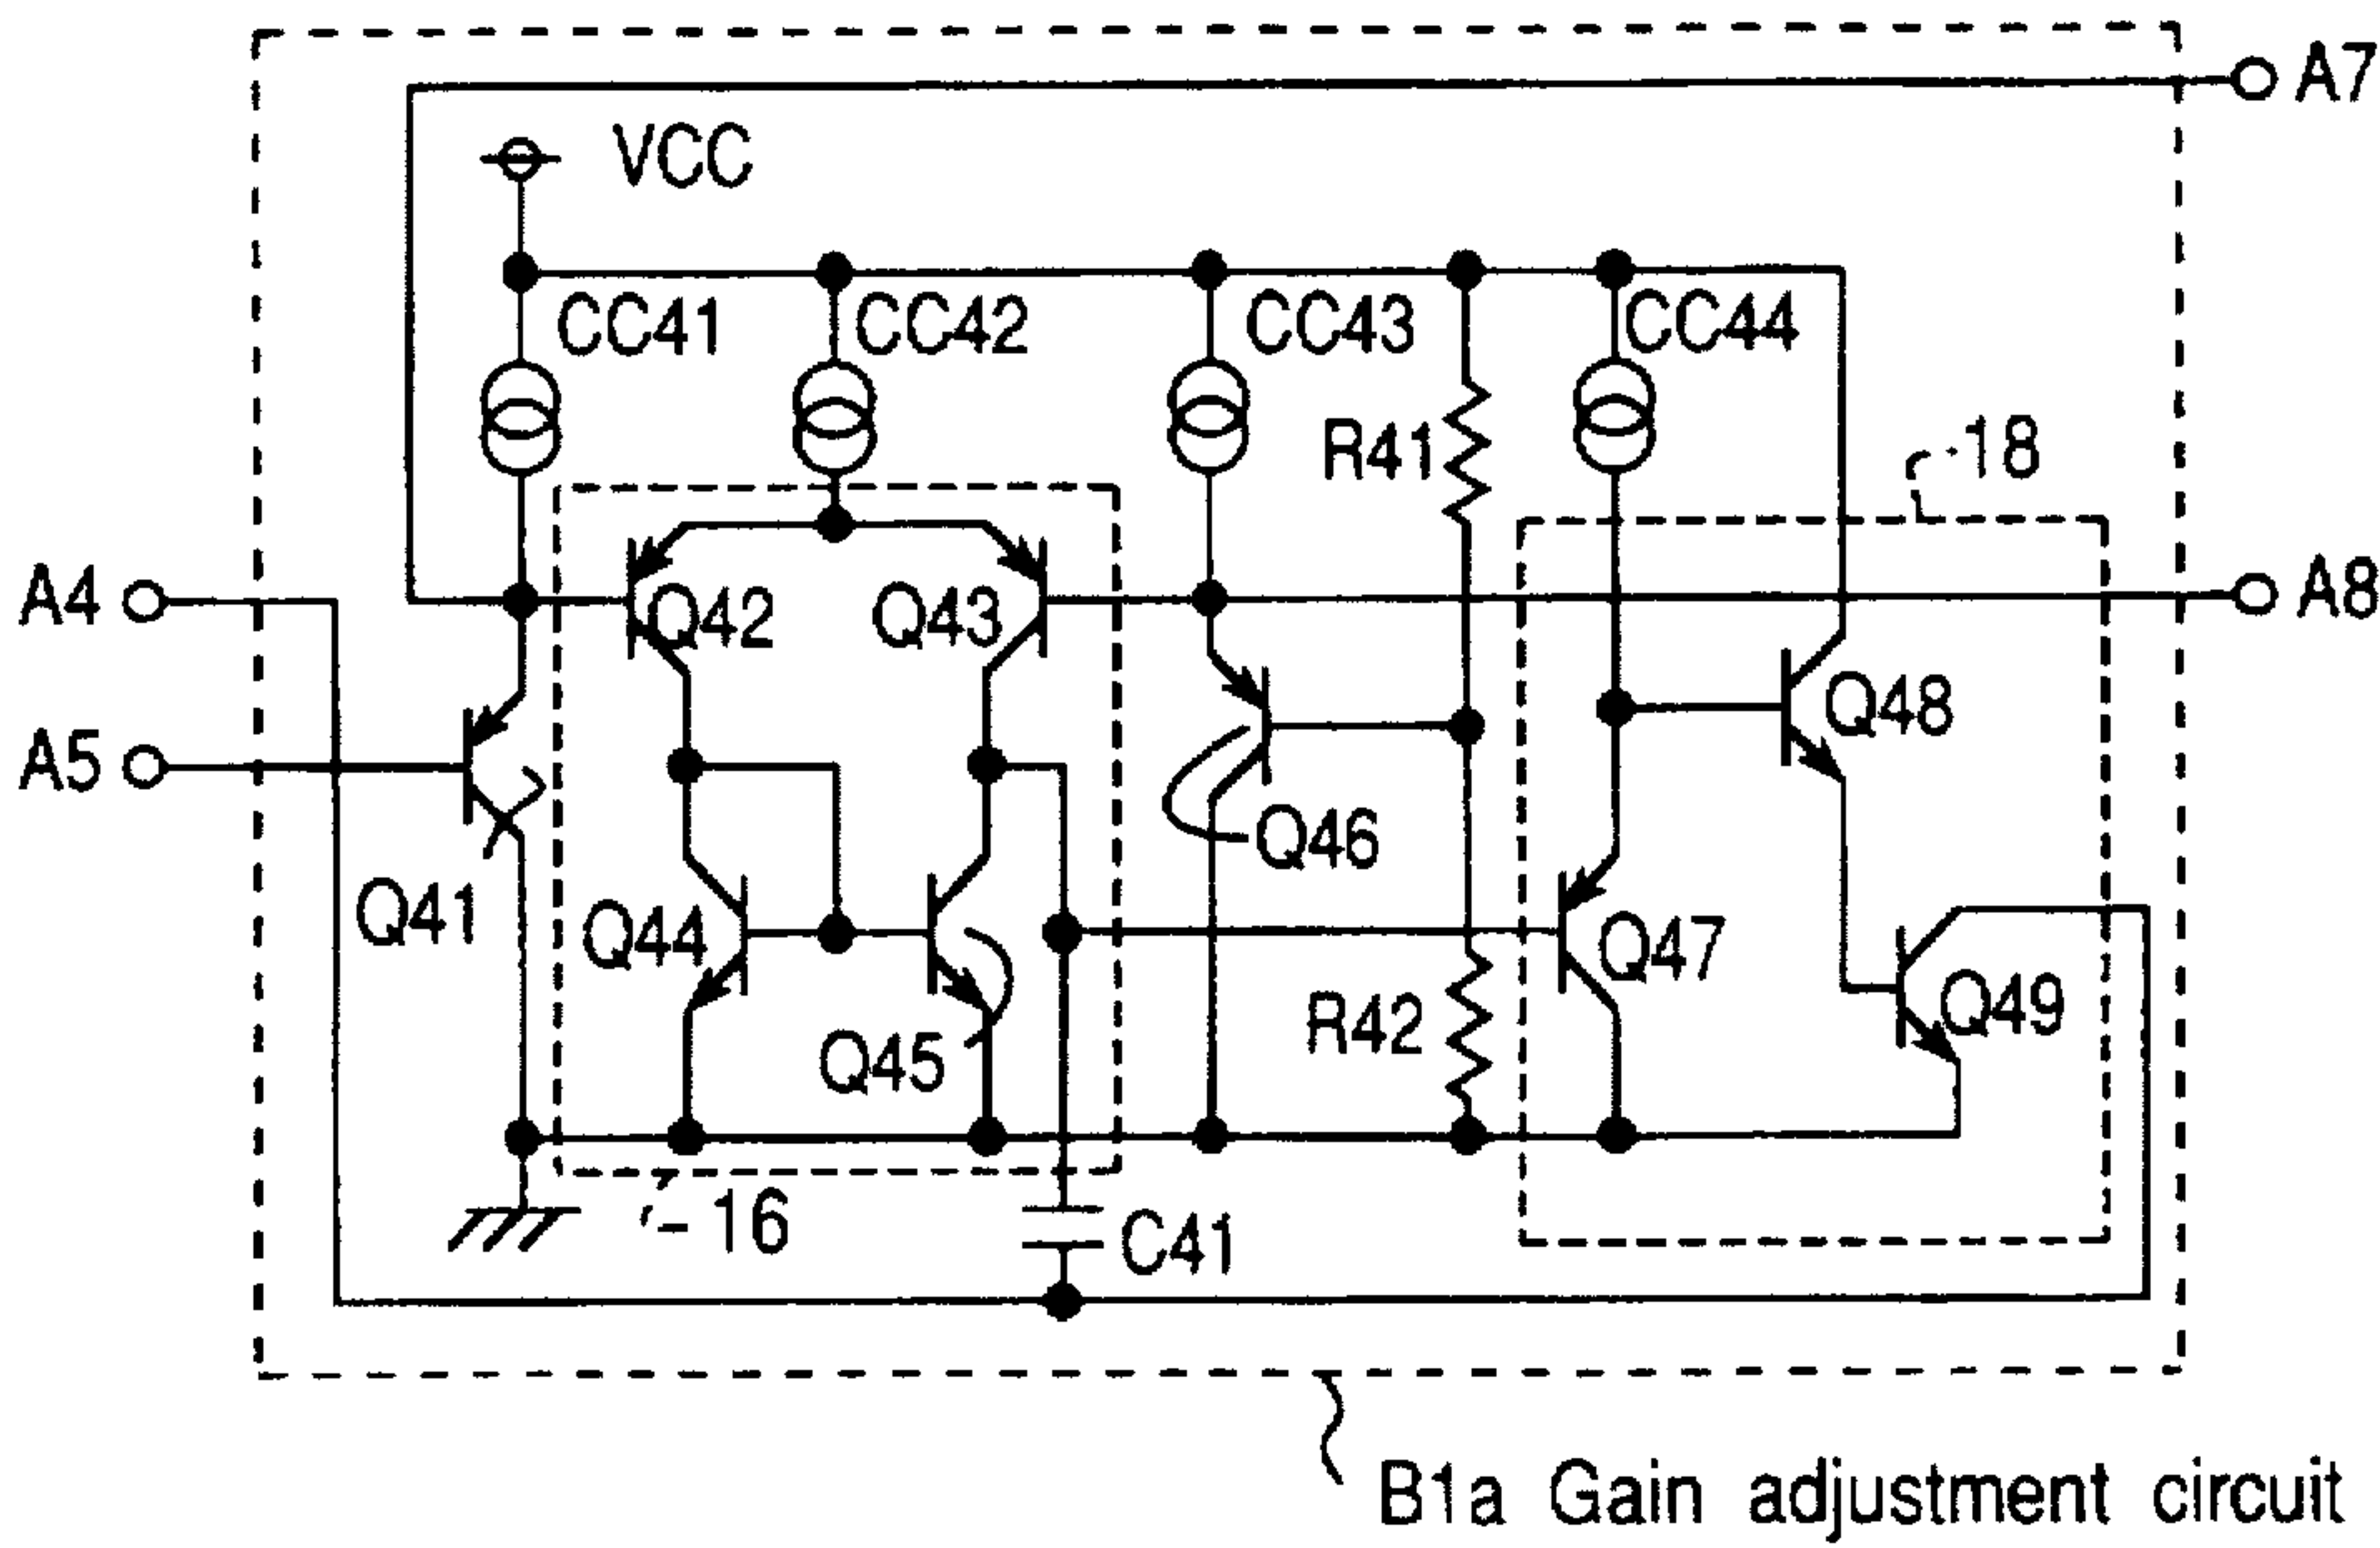 A7
VCC
CC41
CC42
CC43
CC44
R41
18
A4
Q42
Q43
A8
Q48
A5
Q46
Q41
Q44
Q47
Q45
R42
Q49
16
C41
B1a Gain adjustment circuit